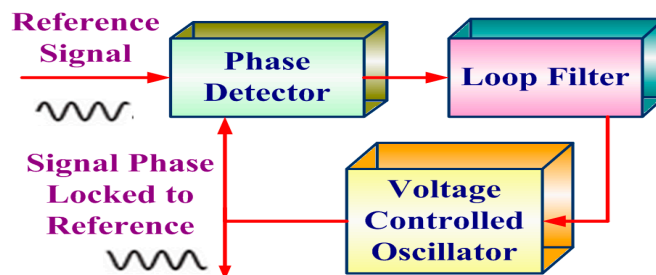 Reference
Signal
Phase
Detector
Loop Filter
Signal Phase
Locked to
Reference
Voltage
Controlled
Oscillator